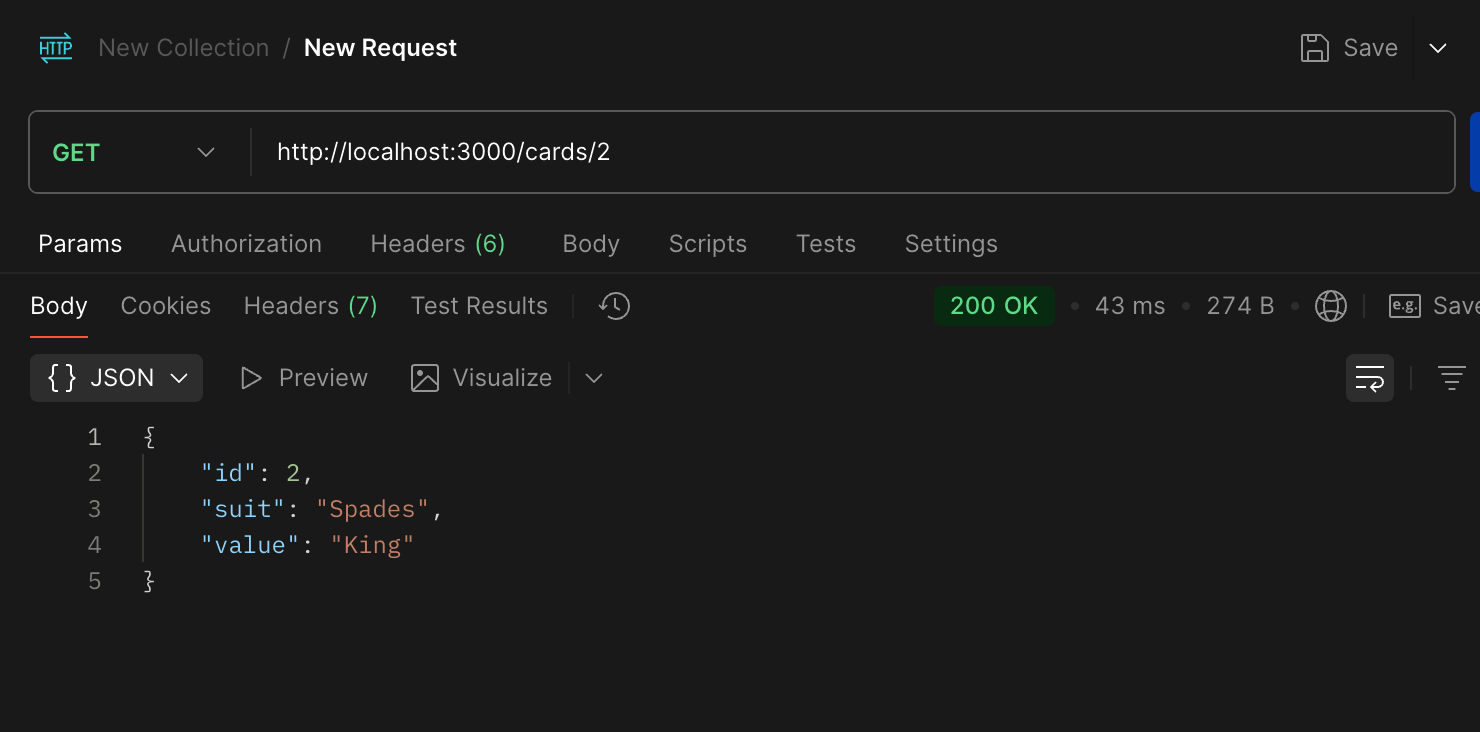 HTTP New Collection / New Request Save
GET http://localhost:3000/cards/2
Params Authorization Headers (6) Body Scripts Tests Settings
Body Cookies Headers (7) Test Results 200 OK • 43 ms • 274 B • e.g. Save
{} JSON Preview Visualize
1 {
2 "id": 2,
3 "suit": "Spades",
4 "value": "King"
5 }